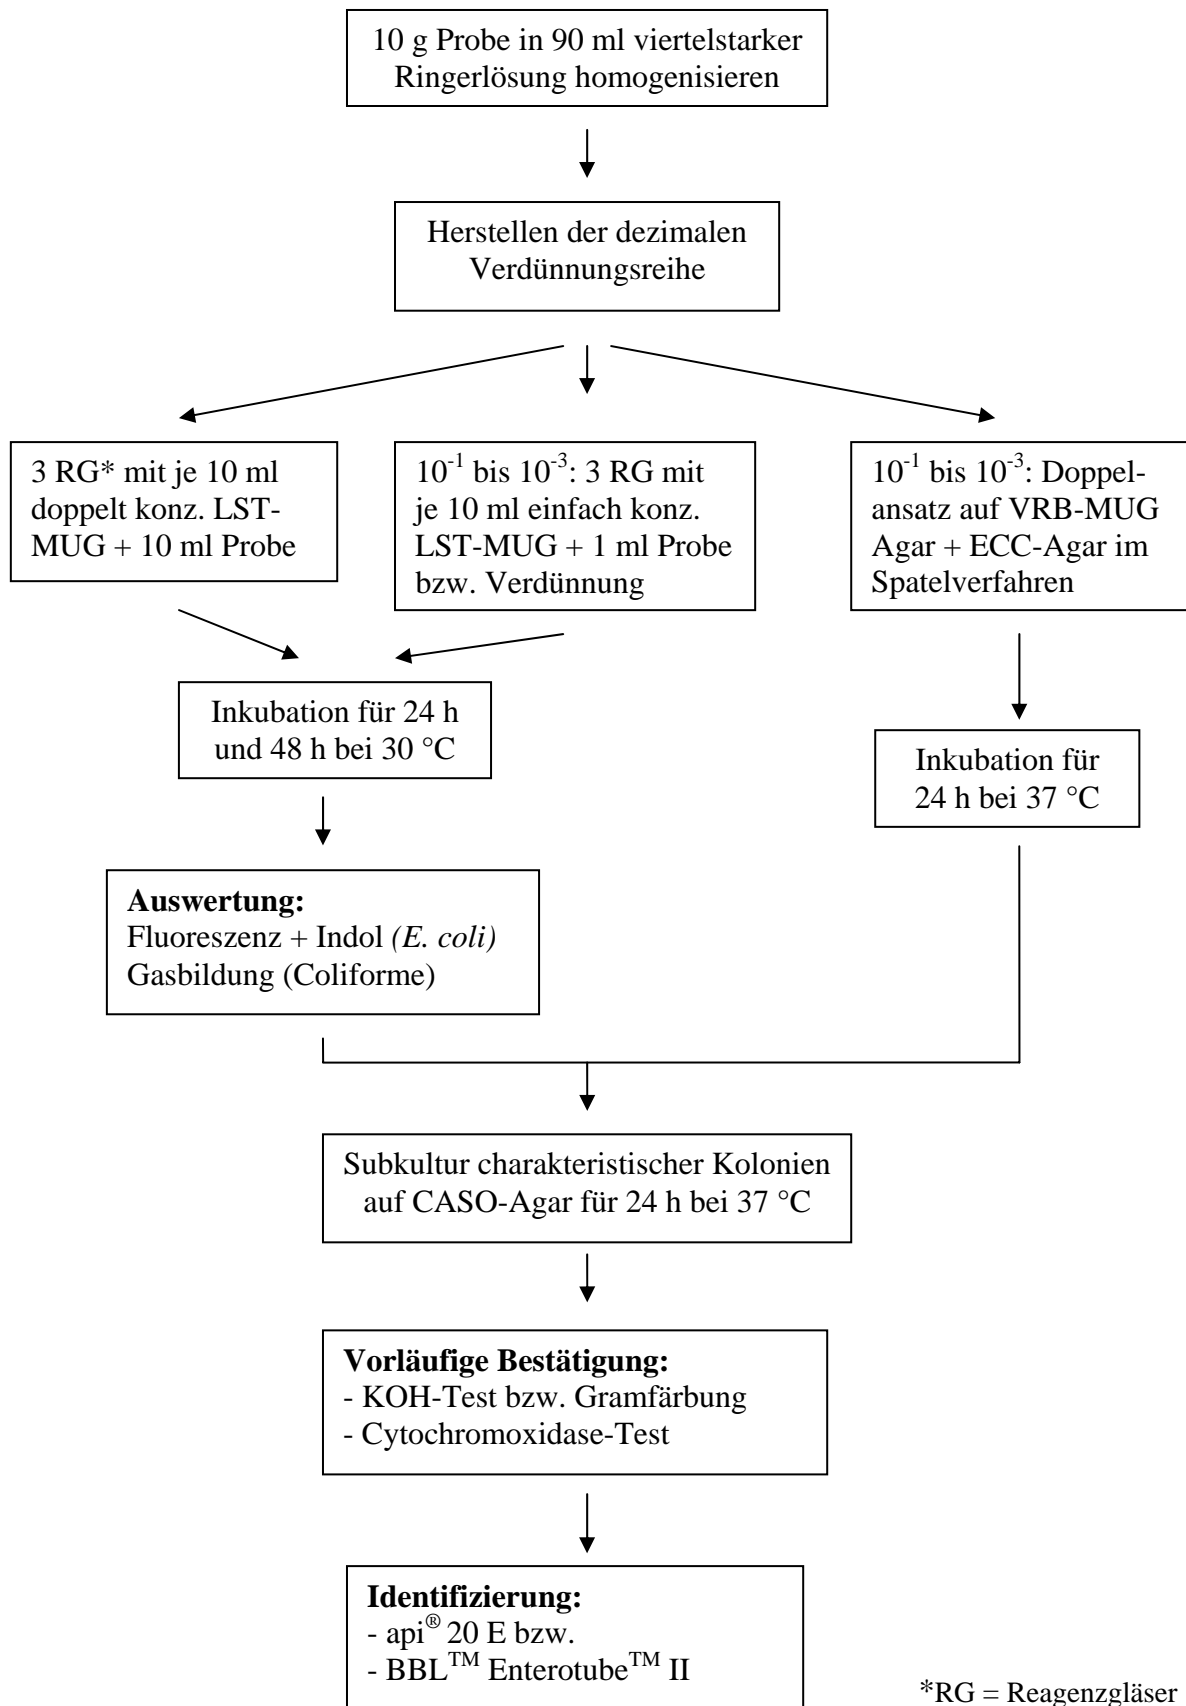 10 g Probe in 90 ml viertelstarker
Ringerlösung homogenisieren
Herstellen der dezimalen
Verdünnungsreihe
3 RG* mit je 10 ml
doppelt konz. LST-
MUG + 10 ml Probe
10⁻¹ bis 10⁻³: 3 RG mit
je 10 ml einfach konz.
LST-MUG + 1 ml Probe
bzw. Verdünnung
10⁻¹ bis 10⁻³: Doppel-
ansatz auf VRB-MUG
Agar + ECC-Agar im
Spatelverfahren
Inkubation für 24 h
und 48 h bei 30 °C
Inkubation für
24 h bei 37 °C
Auswertung:
Fluoreszenz + Indol (E. coli)
Gasbildung (Coliforme)
Subkultur charakteristischer Kolonien
auf CASO-Agar für 24 h bei 37 °C
Vorläufige Bestätigung:
- KOH-Test bzw. Gramfärbung
- Cytochromoxidase-Test
Identifizierung:
- api® 20 E bzw.
- BBL™ Enterotube™ II
*RG = Reagenzgläser